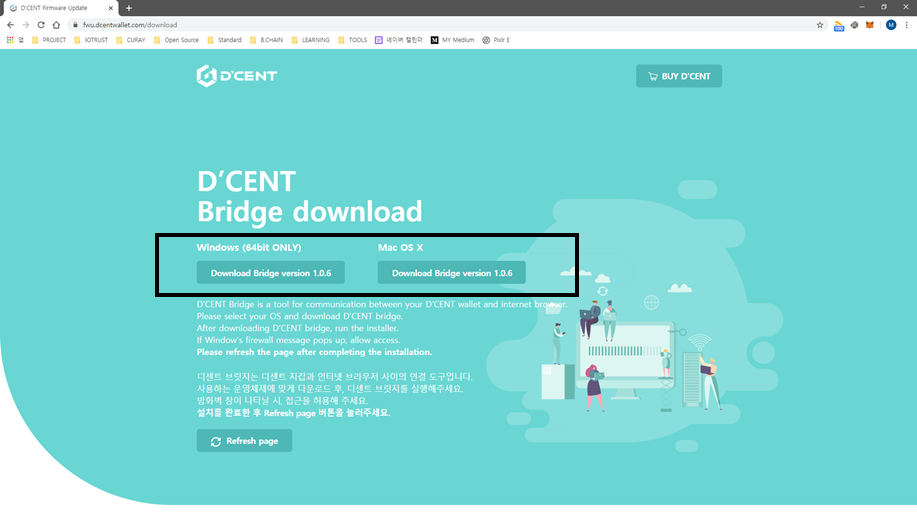 D'CENT Firmware Update
fwu.dcentwallet.com/download
앱 PROJECT IOTRUST CURAY Open Source Standard B.CHAIN LEARNING TOOLS 네이버 캘린더 MY Medium Pixlr E
100
M
D'CENT
BUY D'CENT
D'CENT
Bridge download
Windows (64bit ONLY) Mac OS X
Download Bridge version 1.0.6 Download Bridge version 1.0.6
D'CENT Bridge is a tool for communication between your D'CENT wallet and internet browser.
Please select your OS and download D'CENT bridge.
After downloading D'CENT bridge, run the installer.
If Window's firewall message pops up, allow access.
Please refresh the page after completing the installation.
디센트 브릿지는 디센트 지갑과 인터넷 브라우저 사이의 연결 도구입니다.
사용하는 운영체제에 맞게 다운로드 후, 디센트 브릿지를 실행해주세요.
방화벽 창이 나타날 시, 접근을 허용해 주세요.
설치를 완료한 후 Refresh page 버튼을 눌러주세요.
Refresh page